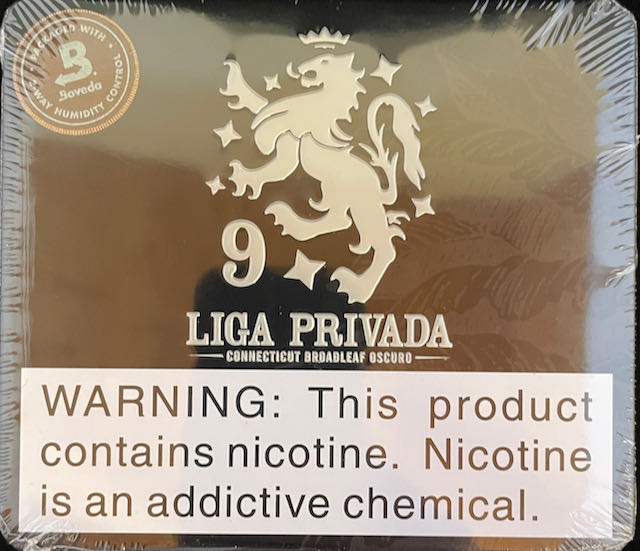 PACKAGED WITH
B
Boveda
2-WAY HUMIDITY CONTROL
9
LIGA PRIVADA
CONNECTICUT BROADLEAF OSCURO
WARNING: This product
contains nicotine. Nicotine
is an addictive chemical.